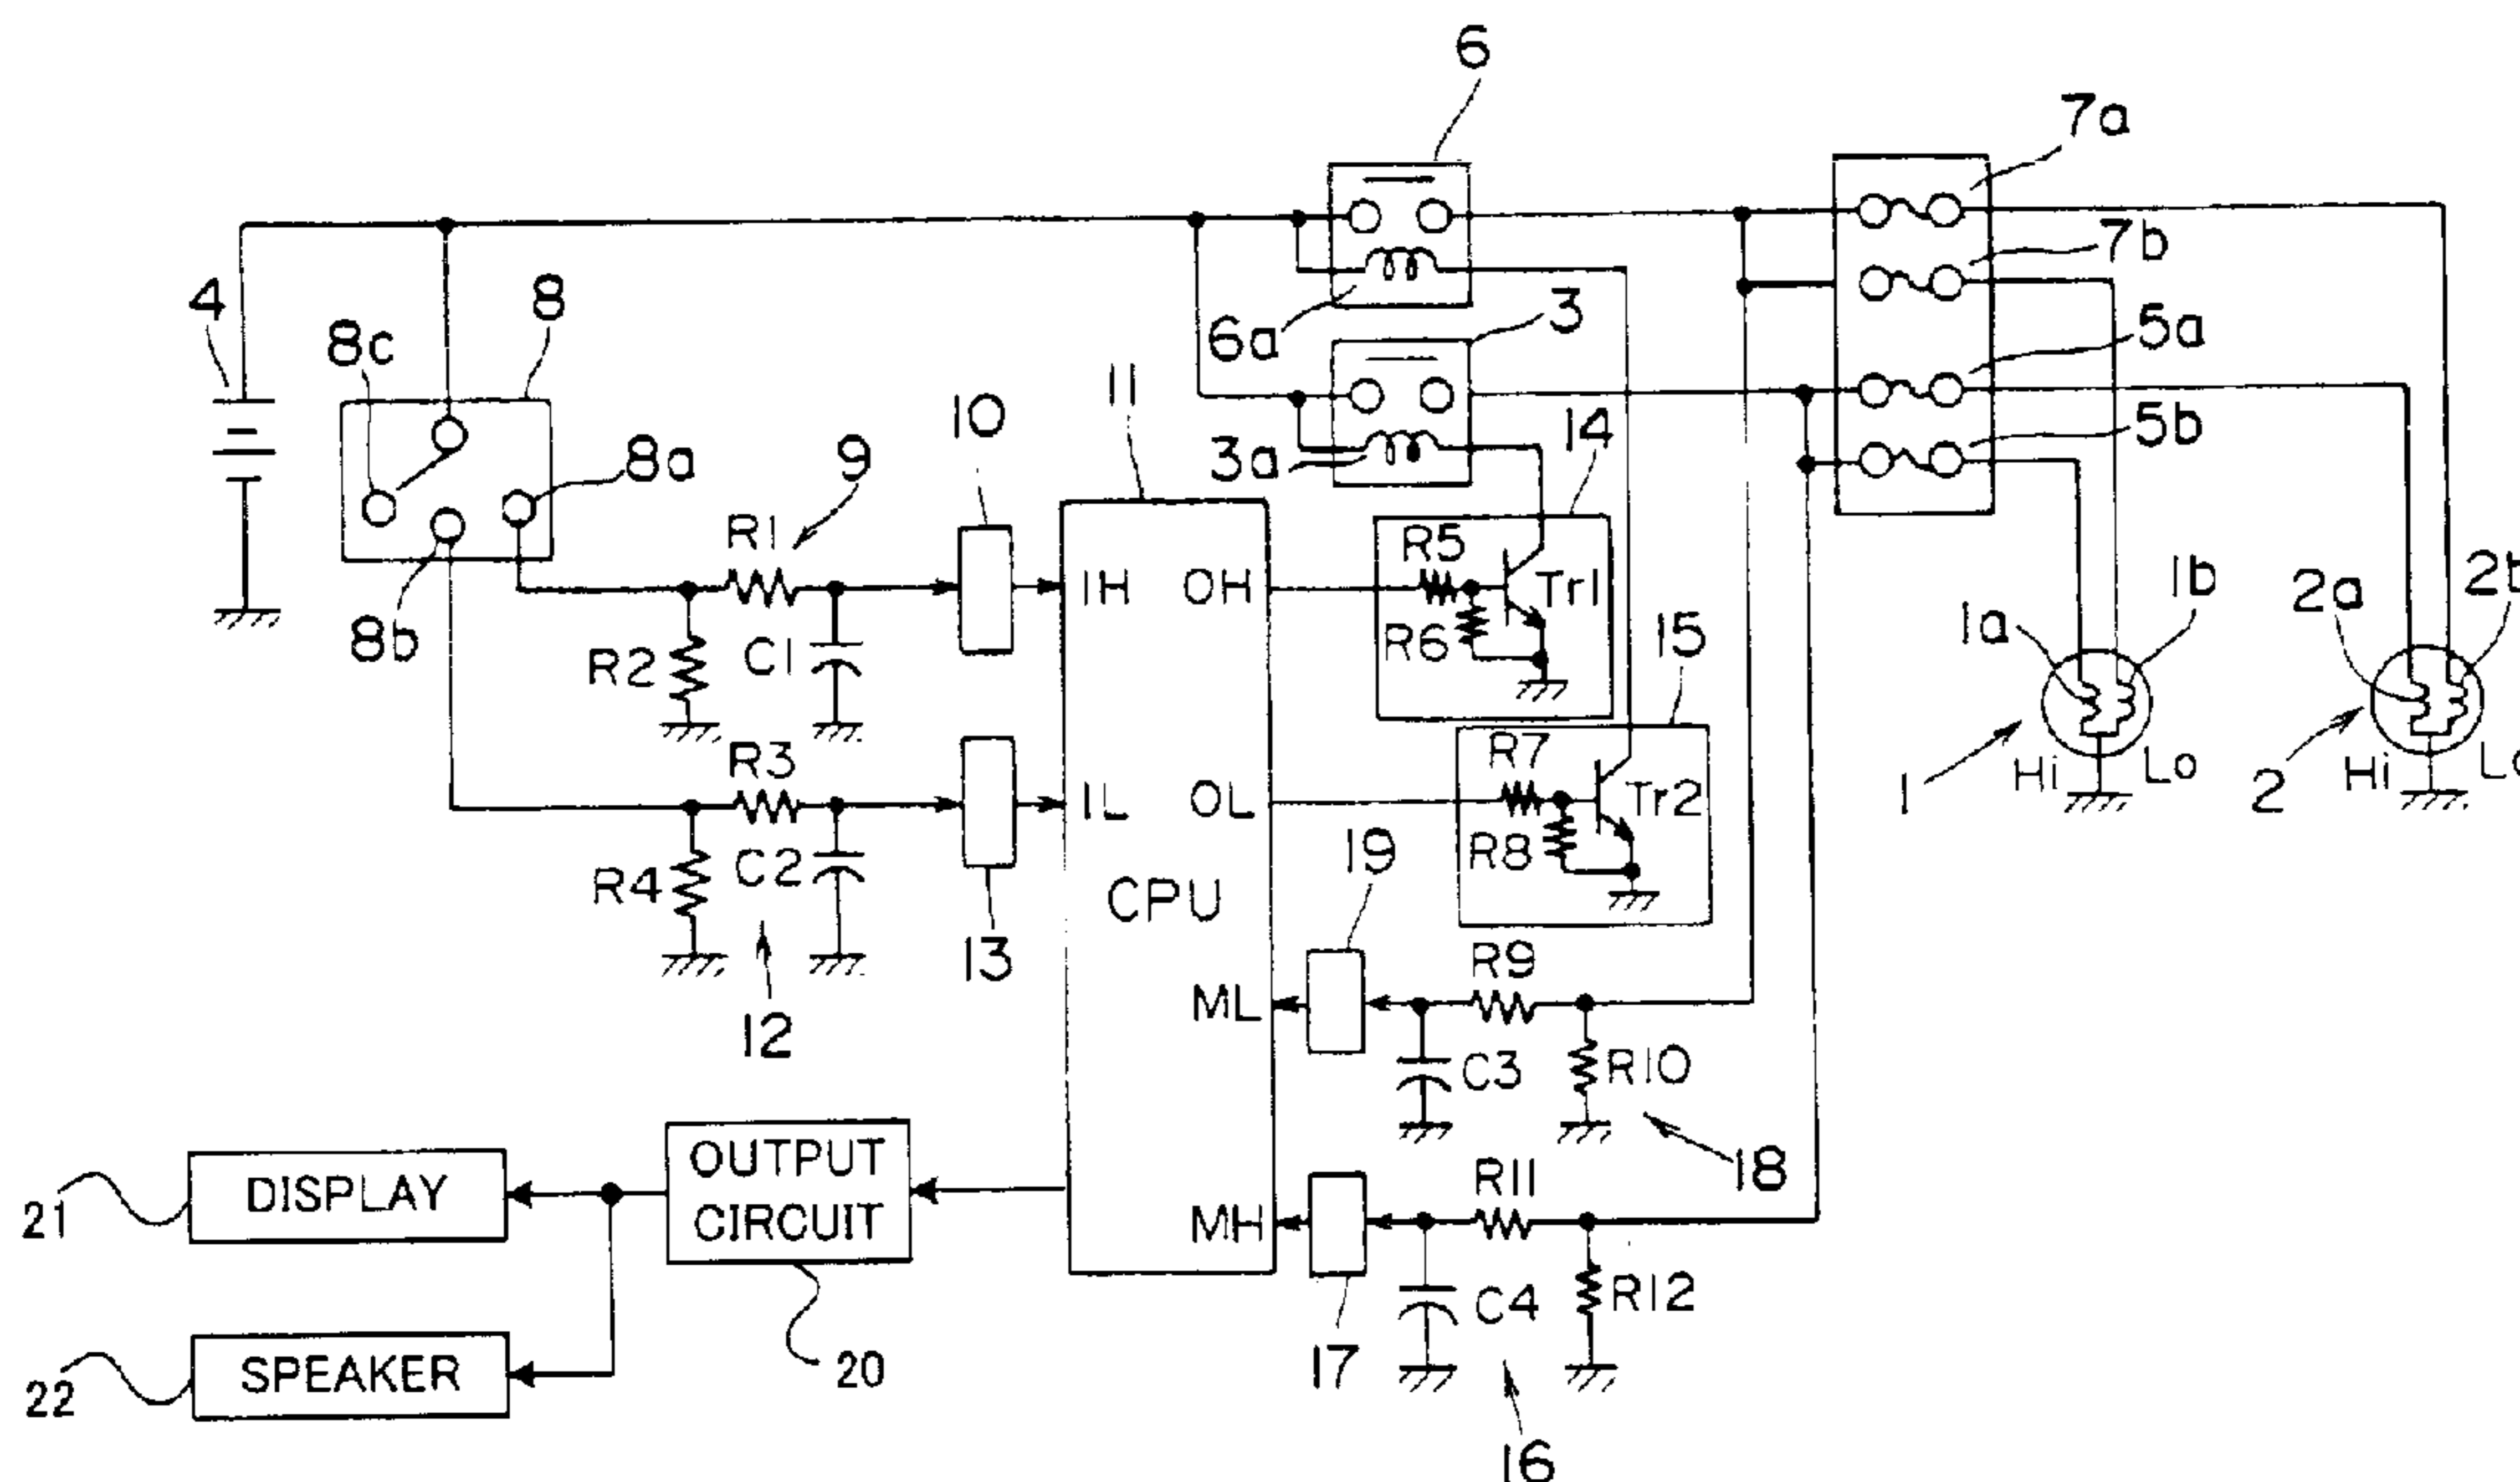 6
7a
7b
4
8
8c
6a
3
5a
11
10
14
5b
8a
9
3a
R1
R5
Tr1
1b
2b
IH
OH
1a
2a
8b
R2
C1
R6
15
R3
R7
Hi
Lo
Hi
Lo
1
2
IL
OL
Tr2
19
R8
R4
C2
CPU
13
R9
ML
12
C3
R10
OUTPUT
CIRCUIT
18
R11
DISPLAY
21
MH
C4
R12
SPEAKER
20
17
22
16